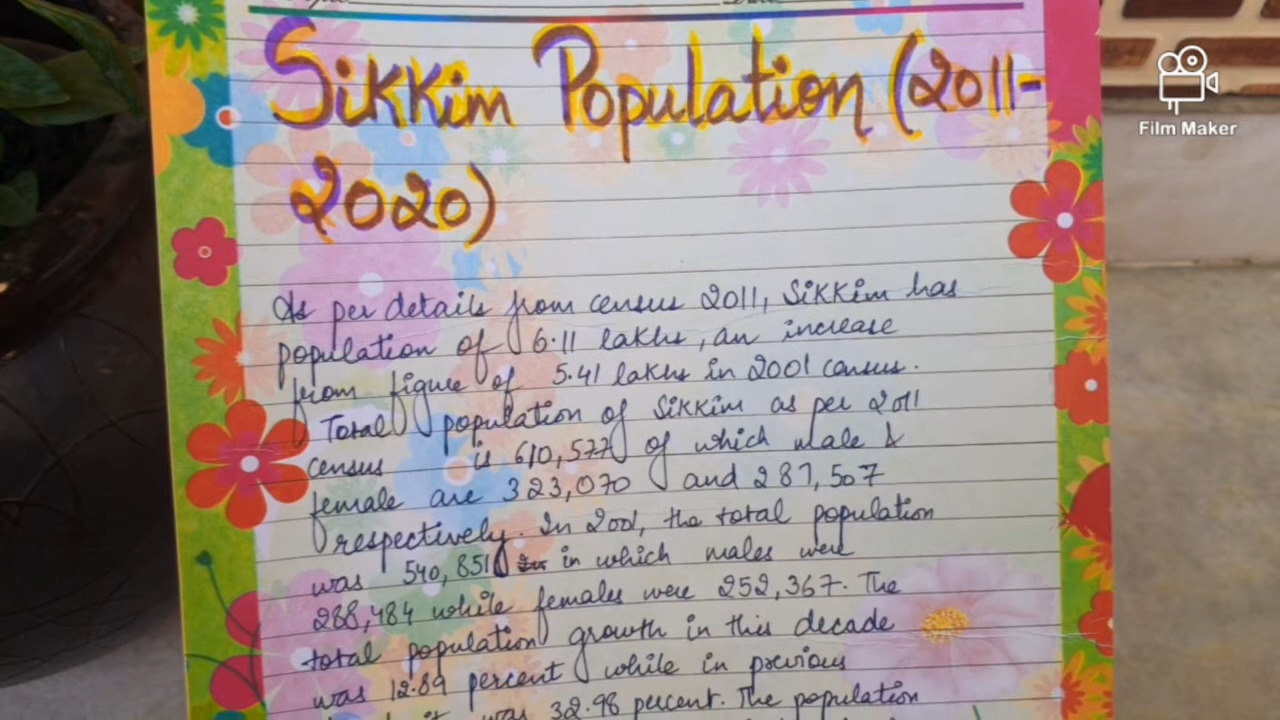 Sikkim Population (2011-
2020)
As per details from census 2011, Sikkim has
population of 6.11 lakhs, an increase
from figure of 5.41 lakhs in 2001 census.
Total population of Sikkim as per 2011
census is 610,577 of which male &
female are 323,070 and 287,507
respectively. In 2001, the total population
was 540,851 in which males were
288,484 while females were 252,367. The
total population growth in this decade
was 12.89 percent while in previous
was 32.98 percent. The population
Film Maker